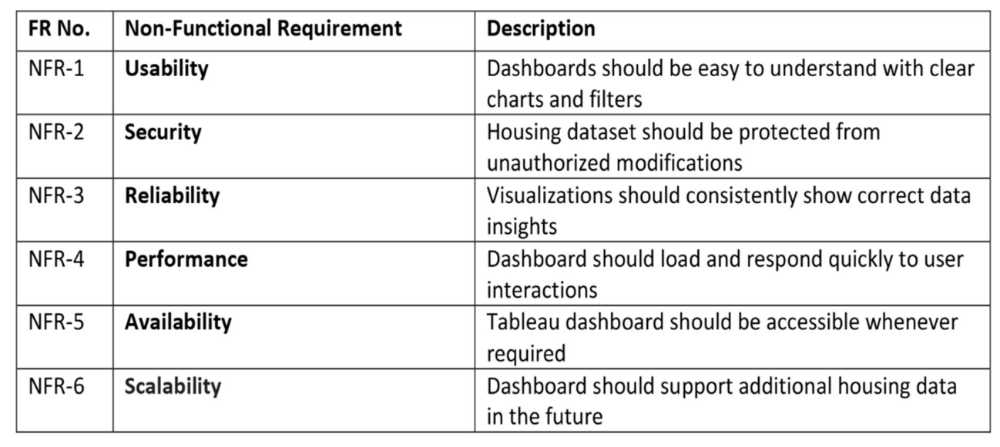 FR No. Non-Functional Requirement Description
NFR-1 Usability Dashboards should be easy to understand with clear
charts and filters
NFR-2 Security Housing dataset should be protected from
unauthorized modifications
NFR-3 Reliability Visualizations should consistently show correct data
insights
NFR-4 Performance Dashboard should load and respond quickly to user
interactions
NFR-5 Availability Tableau dashboard should be accessible whenever
required
NFR-6 Scalability Dashboard should support additional housing data
in the future